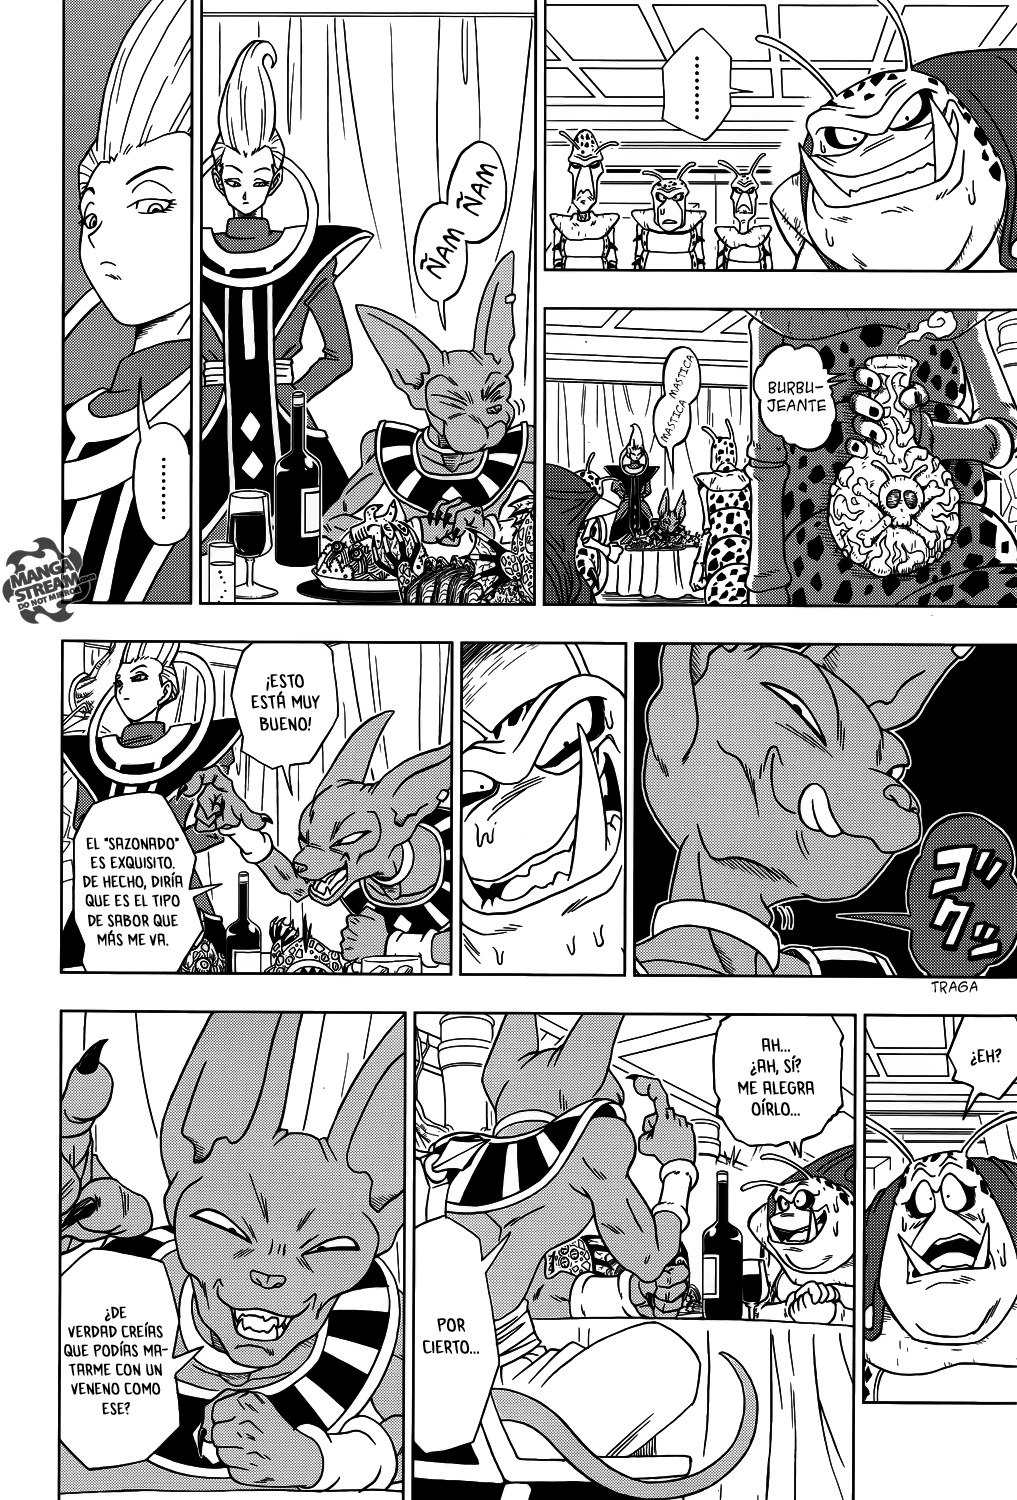 ........
ÑAM ÑAM
........
MASTICA MASTICA
BURBU-
JEANTE
MANGA
STREAM
DO NOT MIRROR
¡ESTO
ESTÁ MUY
BUENO!
EL "SAZONADO"
ES EXQUISITO.
DE HECHO, DIRÍA
QUE ES EL TIPO
DE SABOR QUE
MÁS ME VA.
ゴクッ
TRAGA
¿DE
VERDAD CREÍAS
QUE PODÍAS MA-
TARME CON UN
VENENO COMO
ESE?
POR
CIERTO...
AH...
¿AH, SÍ?
ME ALEGRA
OÍRLO...
¿EH?